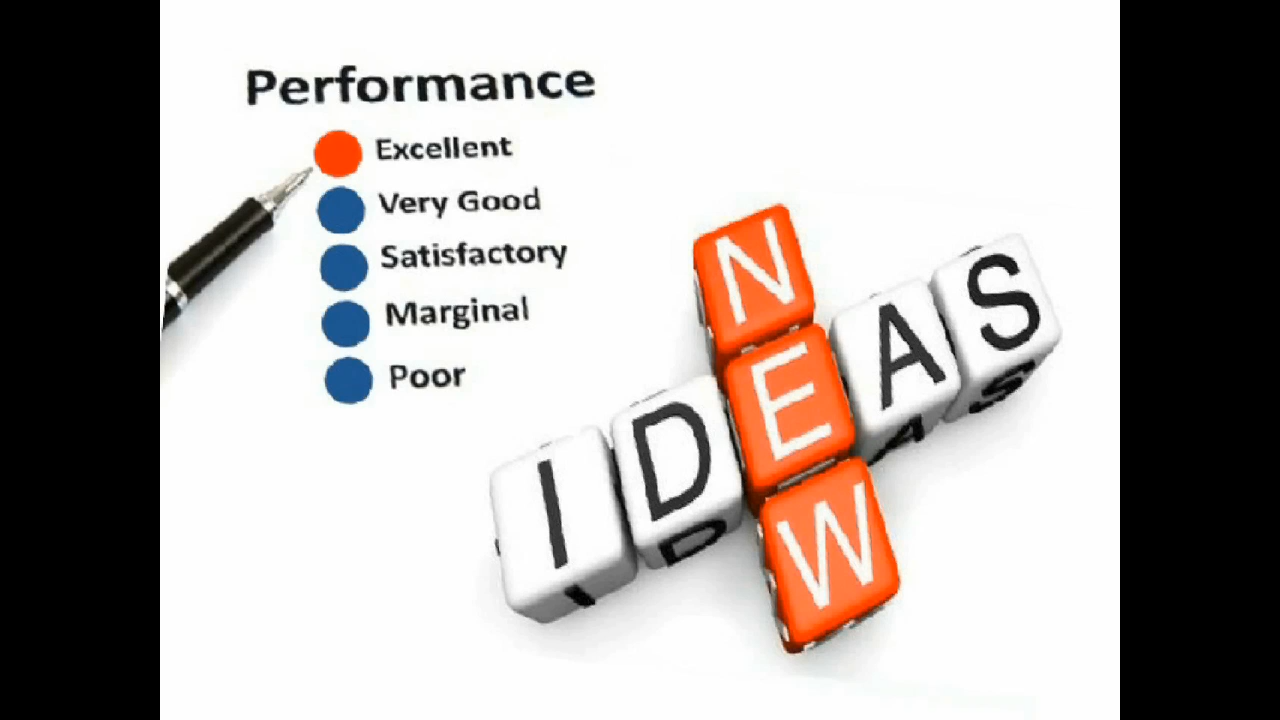 Performance
Excellent
Very Good
Satisfactory
Marginal
Poor
NEW
IDEAS